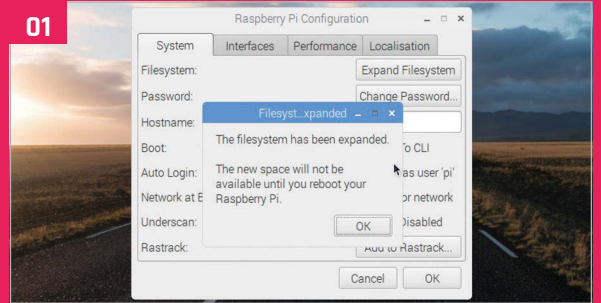 01
Raspberry Pi Configuration
System Interfaces Performance Localisation
Filesystem: Expand Filesystem
Password: Change Password...
Hostname:
Filesyst...xpanded
The filesystem has been expanded.
Boot: To CLI
The new space will not be
available until you reboot your
Raspberry Pi.
Auto Login: as user 'pi'
Network at B or network
Underscan: Disabled
OK
Rastrack: Add to Rastrack...
Cancel OK